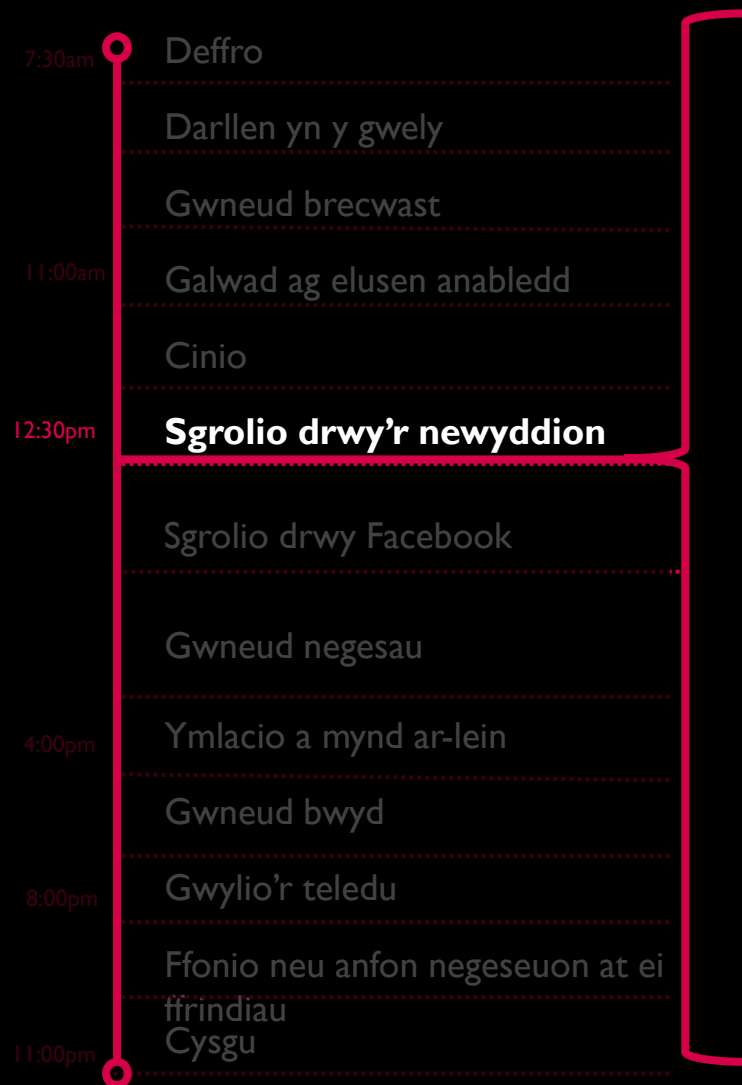 7:30am Deffro
Darllen yn y gwely
Gwneud brecwast
11:00am Galwad ag elusen anabledd
Cinio
12:30pm Sgrolio drwy’r newyddion
Sgrolio drwy Facebook
Gwneud negesau
4:00pm Ymlacio a mynd ar-lein
Gwneud bwyd
8:00pm Gwylio’r teledu
Ffonio neu anfon negeseuon at ei
ffrindiau
11:00pm Cysgu